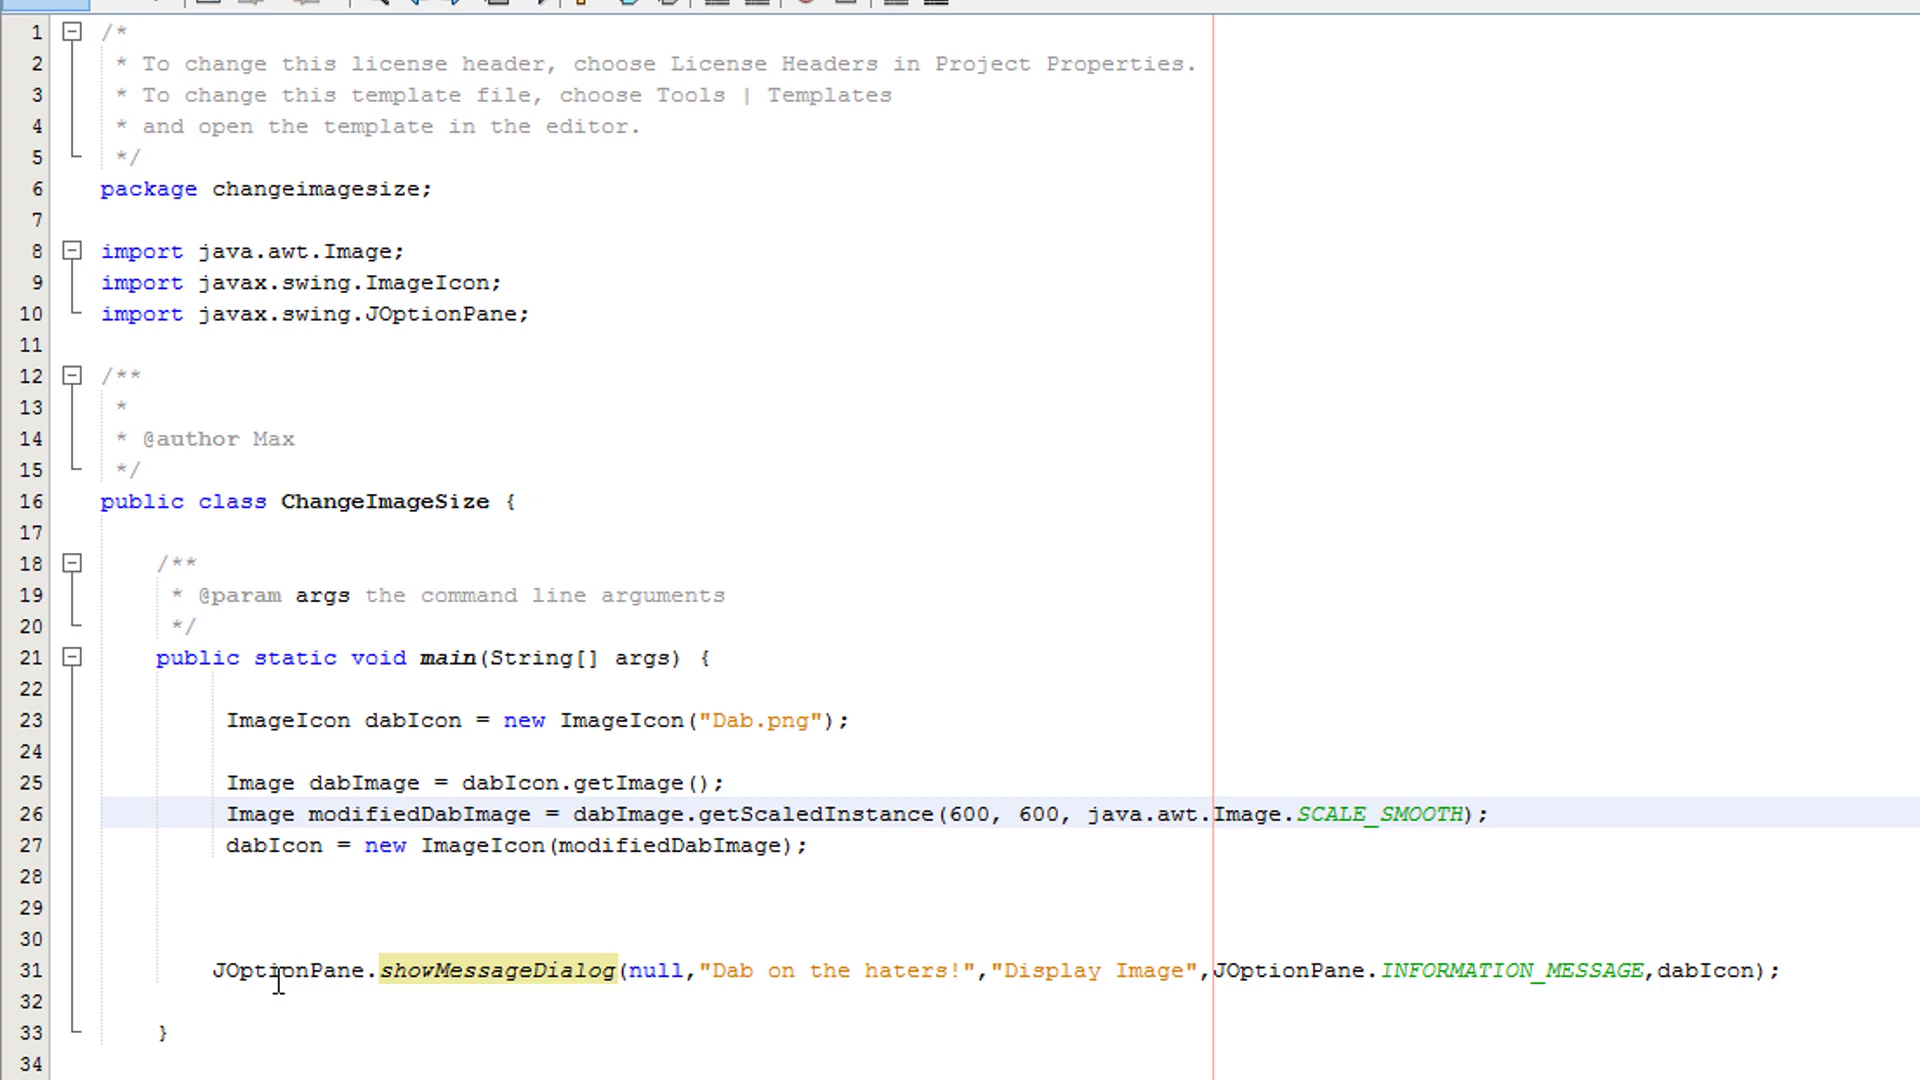 1 /*
2 * To change this license header, choose License Headers in Project Properties.
3 * To change this template file, choose Tools | Templates
4 * and open the template in the editor.
5 */
6 package changeimagesize;
7
8 import java.awt.Image;
9 import javax.swing.ImageIcon;
10 import javax.swing.JOptionPane;
11
12 /**
13 *
14 * @author Max
15 */
16 public class ChangeImageSize {
17
18 /**
19 * @param args the command line arguments
20 */
21 public static void main(String[] args) {
22
23 ImageIcon dabIcon = new ImageIcon("Dab.png");
24
25 Image dabImage = dabIcon.getImage();
26 Image modifiedDabImage = dabImage.getScaledInstance(600, 600, java.awt.Image.SCALE_SMOOTH);
27 dabIcon = new ImageIcon(modifiedDabImage);
28
29
30
31 JOptionPane.showMessageDialog(null,"Dab on the haters!","Display Image",JOptionPane.INFORMATION_MESSAGE,dabIcon);
32
33 }
34